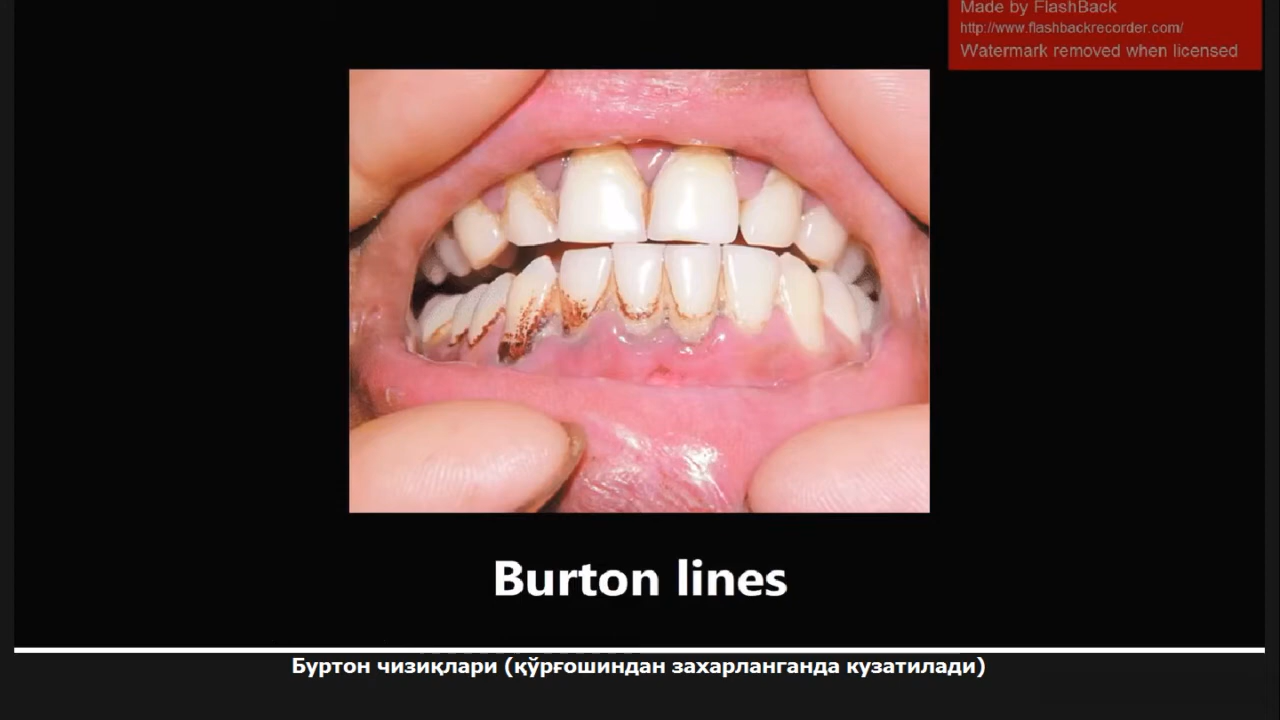 Made by FlashBack
http://www.flashbackrecorder.com/
Watermark removed when licensed
Burton lines
Буртон чизиқлари (қўрғошиндан захарланганда кузатилади)